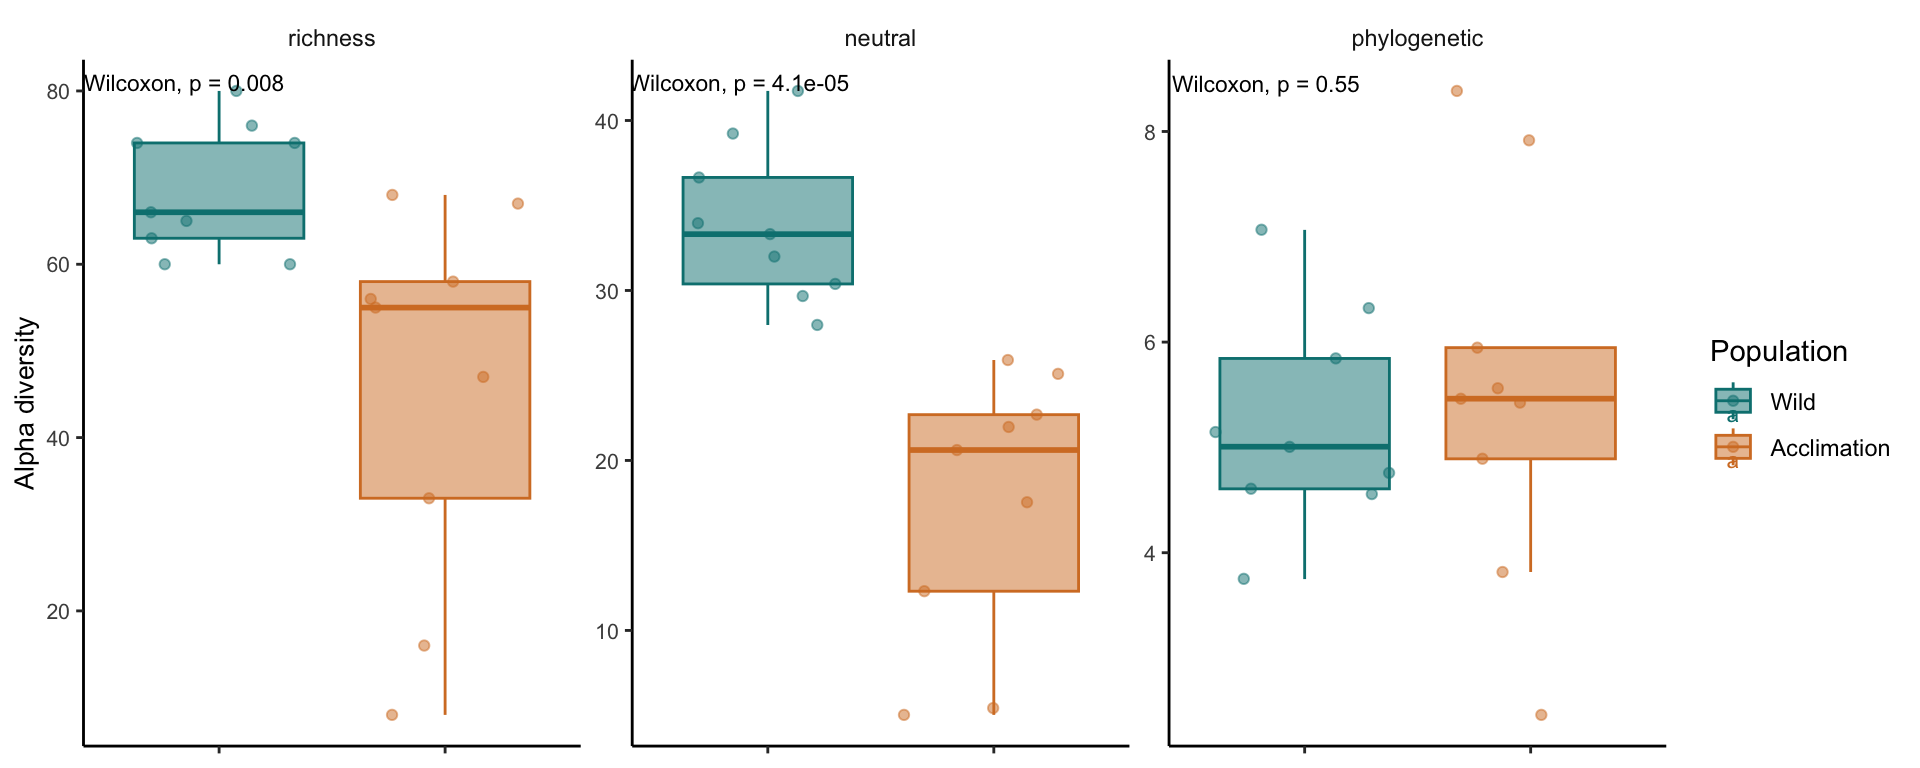 richness
neutral
phylogenetic
Wilcoxon, p = 0.008
Wilcoxon, p = 4.1e-05
Wilcoxon, p = 0.55
Alpha diversity
80
60
40
20
40
30
20
10
8
6
4
Population
a
Wild
a
Acclimation